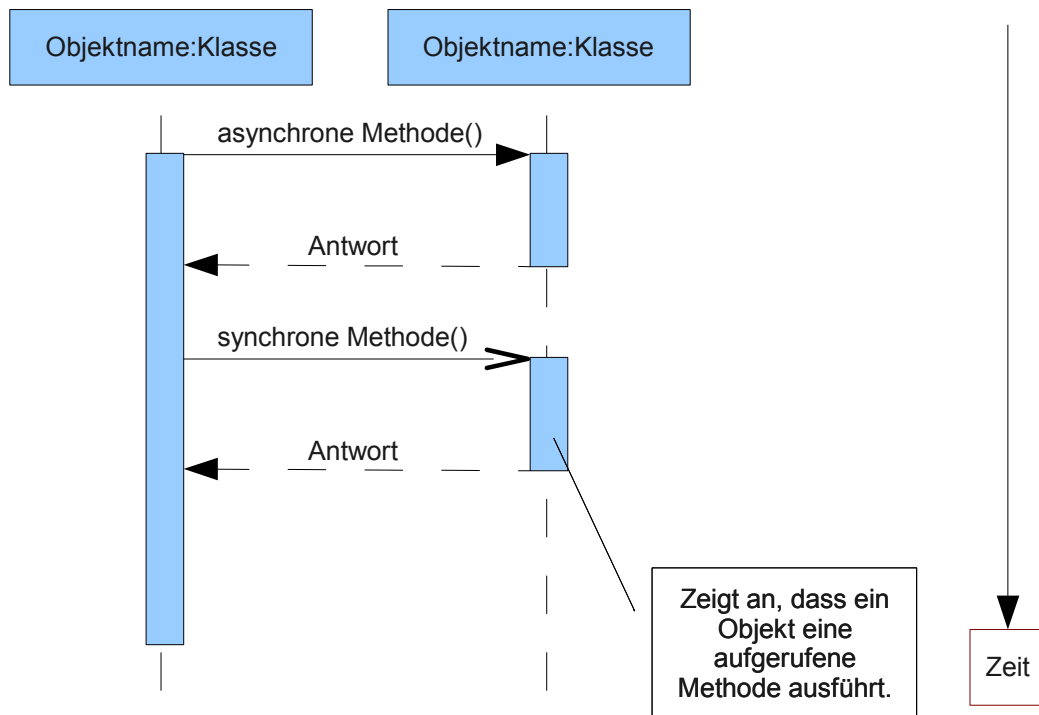 Objektname:Klasse
Objektname:Klasse
asynchrone Methode()
Antwort
synchrone Methode()
Antwort
Zeigt an, dass ein
Objekt eine
aufgerufene
Methode ausführt.
Zeit